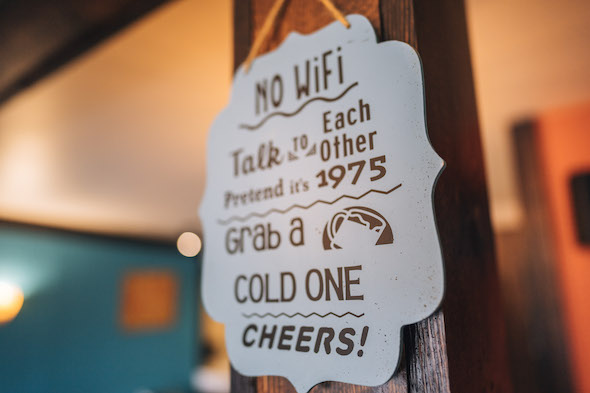 NO WiFi
Talk TO Each Other
Pretend it's 1975
Grab a
COLD ONE
CHEERS!